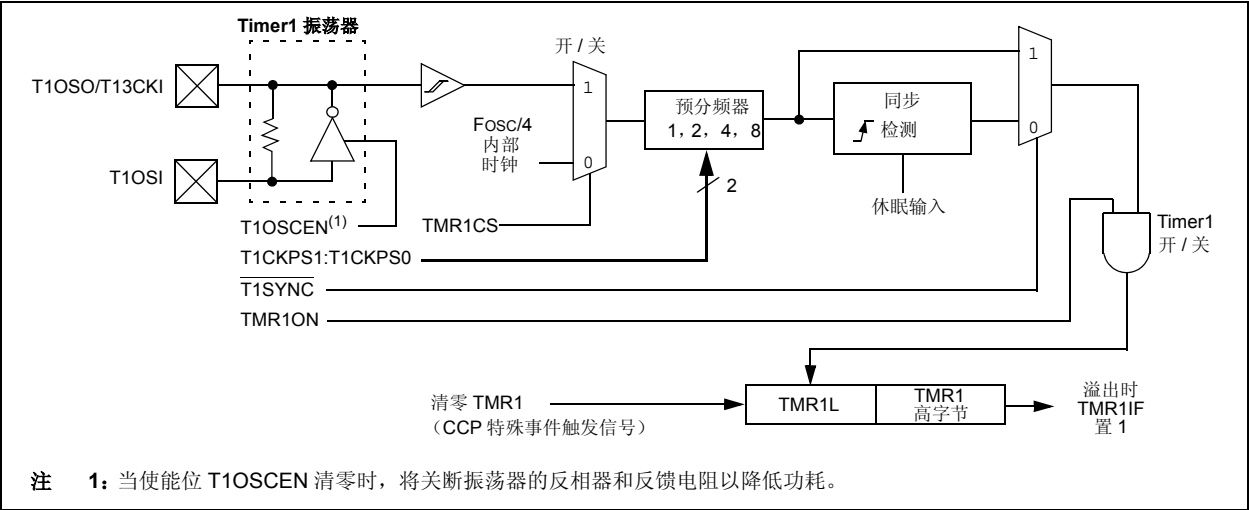 Timer1 振荡器
T1OSO/T13CKI
T1OSI
T1OSCEN(1)
开 / 关
1
0
FOSC/4
内部
时钟
TMR1CS
预分频器
1，2，4，8
2
同步
检测
休眠输入
1
0
T1CKPS1:T1CKPS0
T1SYNC
TMR1ON
Timer1
开 / 关
清零 TMR1
（CCP 特殊事件触发信号）
TMR1L
TMR1
高字节
溢出时
TMR1IF
置 1
注 1: 当使能位 T1OSCEN 清零时，将关断振荡器的反相器和反馈电阻以降低功耗。